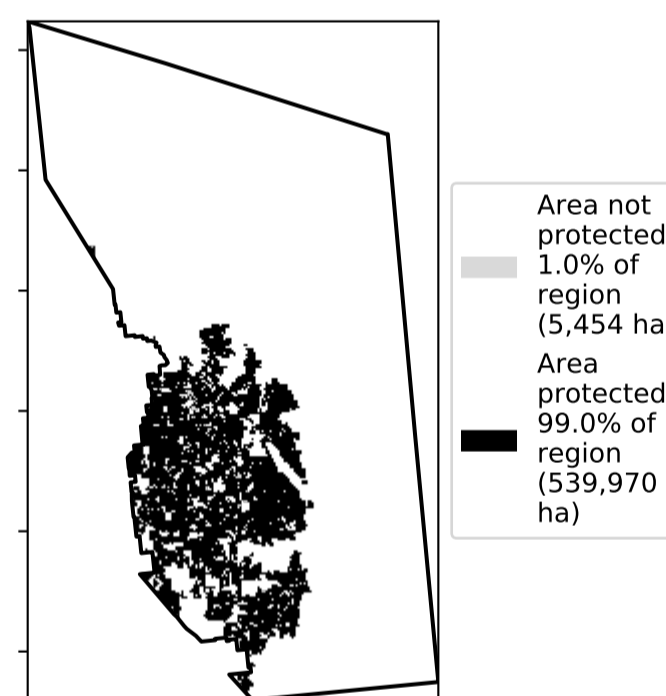 Area not
protected
1.0% of
region
(5,454 ha
Area
protected
99.0% of
region
(539,970
ha)